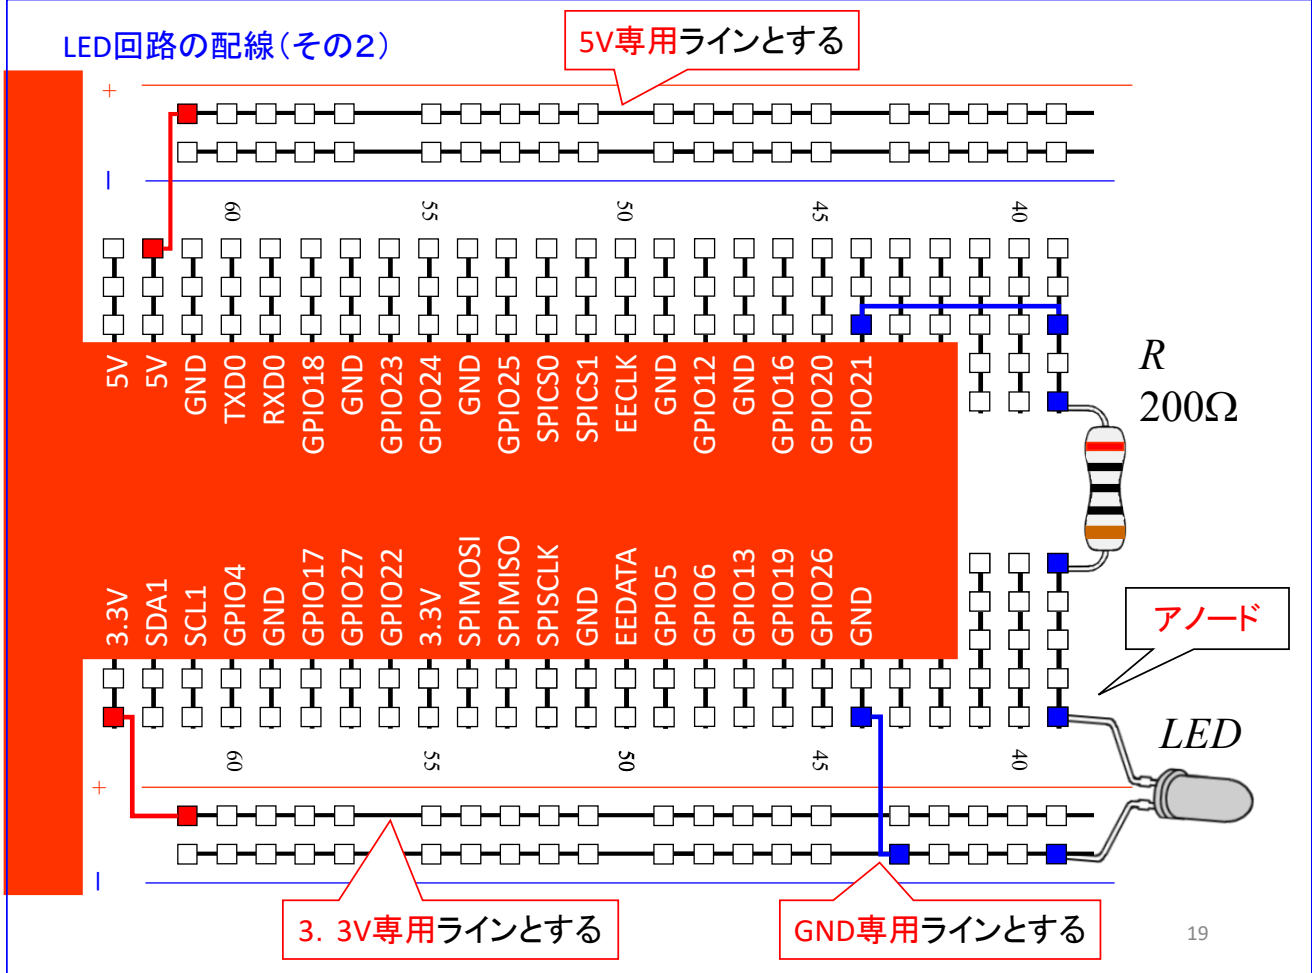 LED回路の配線(その2)
5V専用ラインとする
+
－
60
55
50
45
40
5V
5V
GND
TXD0
RXD0
GPIO18
GND
GPIO23
GPIO24
GND
GPIO25
SPICS0
SPICS1
EECLK
GND
GPIO12
GND
GPIO16
GPIO20
GPIO21
R
200Ω
3.3V
SDA1
SCL1
GPIO4
GND
GPIO17
GPIO27
GPIO22
3.3V
SPIMOSI
SPIMISO
SPISCLK
GND
EEDATA
GPIO5
GPIO6
GPIO13
GPIO19
GPIO26
GND
アノード
LED
60
55
50
45
40
+
－
3．3V専用ラインとする
GND専用ラインとする
19